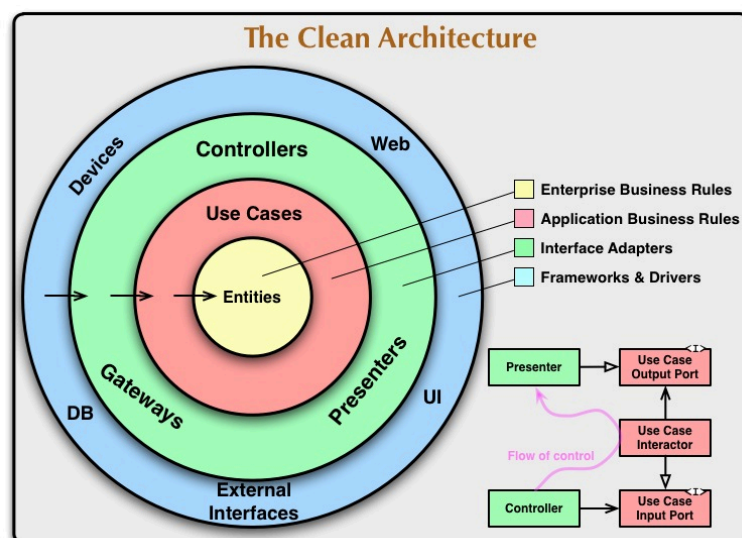 The Clean Architecture
Devices
Web
Controllers
Use Cases
Entities
Gateways
Presenters
DB
UI
External
Interfaces
Enterprise Business Rules
Application Business Rules
Interface Adapters
Frameworks & Drivers
Presenter
<I>
Use Case
Output Port
Flow of control
Use Case
Interactor
Controller
<I>
Use Case
Input Port